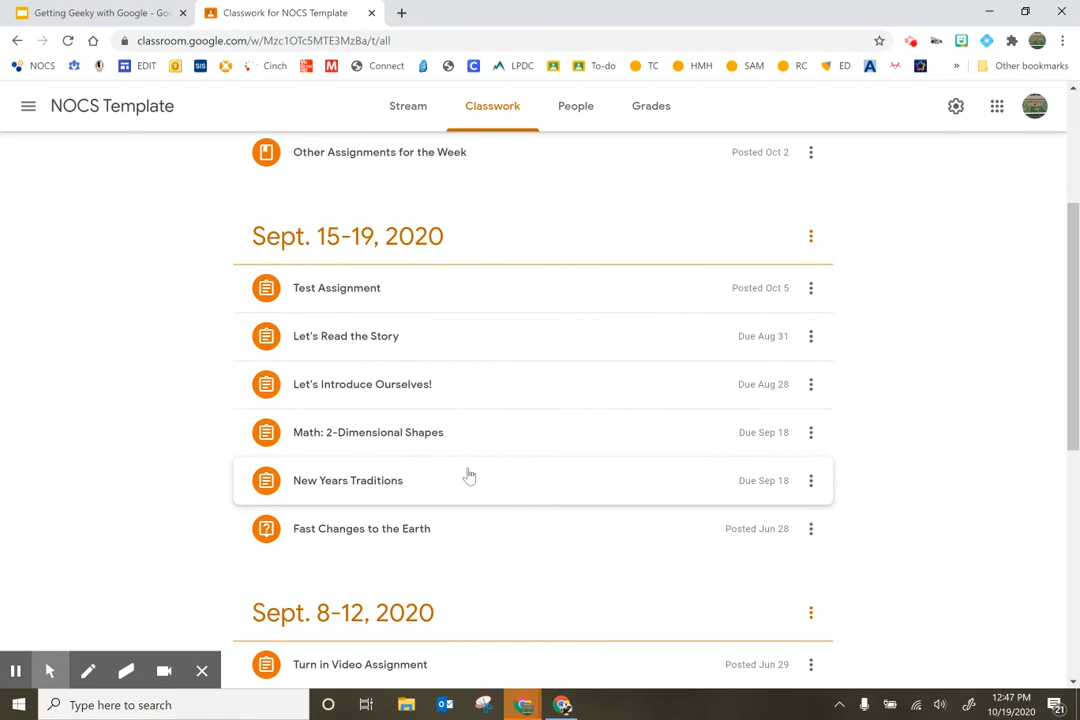 Getting Geeky with Google - Goo
Classwork for NOCS Template
classroom.google.com/w/Mzc1OTc5MTE3MzBa/t/all
NOCS
EDIT
SIS
Cinch
Connect
LPDC
To-do
TC
HMH
SAM
RC
ED
Other bookmarks
NOCS Template
Stream
Classwork
People
Grades
Other Assignments for the Week
Posted Oct 2
Sept. 15-19, 2020
Test Assignment
Posted Oct 5
Let's Read the Story
Due Aug 31
Let's Introduce Ourselves!
Due Aug 28
Math: 2-Dimensional Shapes
Due Sep 18
New Years Traditions
Due Sep 18
Fast Changes to the Earth
Posted Jun 28
Sept. 8-12, 2020
Turn in Video Assignment
Posted Jun 29
Type here to search
12:47 PM
10/19/2020
21